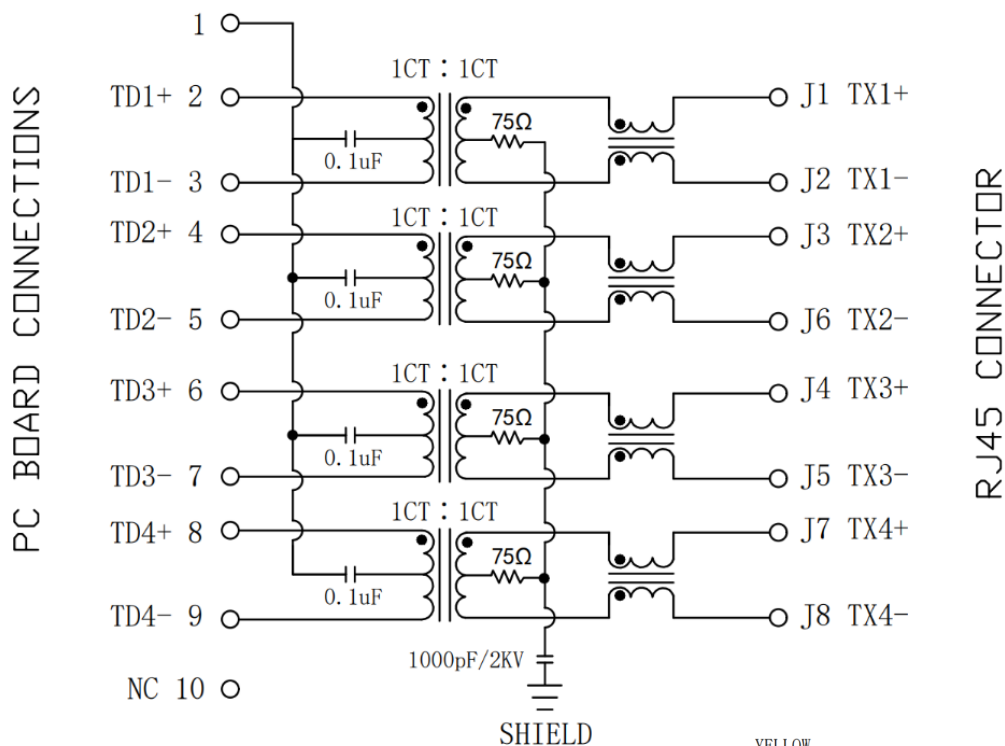 PC BOARD CONNECTIONS
1
1CT : 1CT
TD1+ 2
75Ω
J1 TX1+
0.1uF
TD1- 3
J2 TX1-
1CT : 1CT
TD2+ 4
75Ω
J3 TX2+
0.1uF
TD2- 5
J6 TX2-
1CT : 1CT
TD3+ 6
75Ω
J4 TX3+
0.1uF
TD3- 7
J5 TX3-
1CT : 1CT
TD4+ 8
75Ω
J7 TX4+
0.1uF
TD4- 9
J8 TX4-
1000pF/2KV
NC 10
SHIELD
RJ45 CONNECTOR
YELLOW